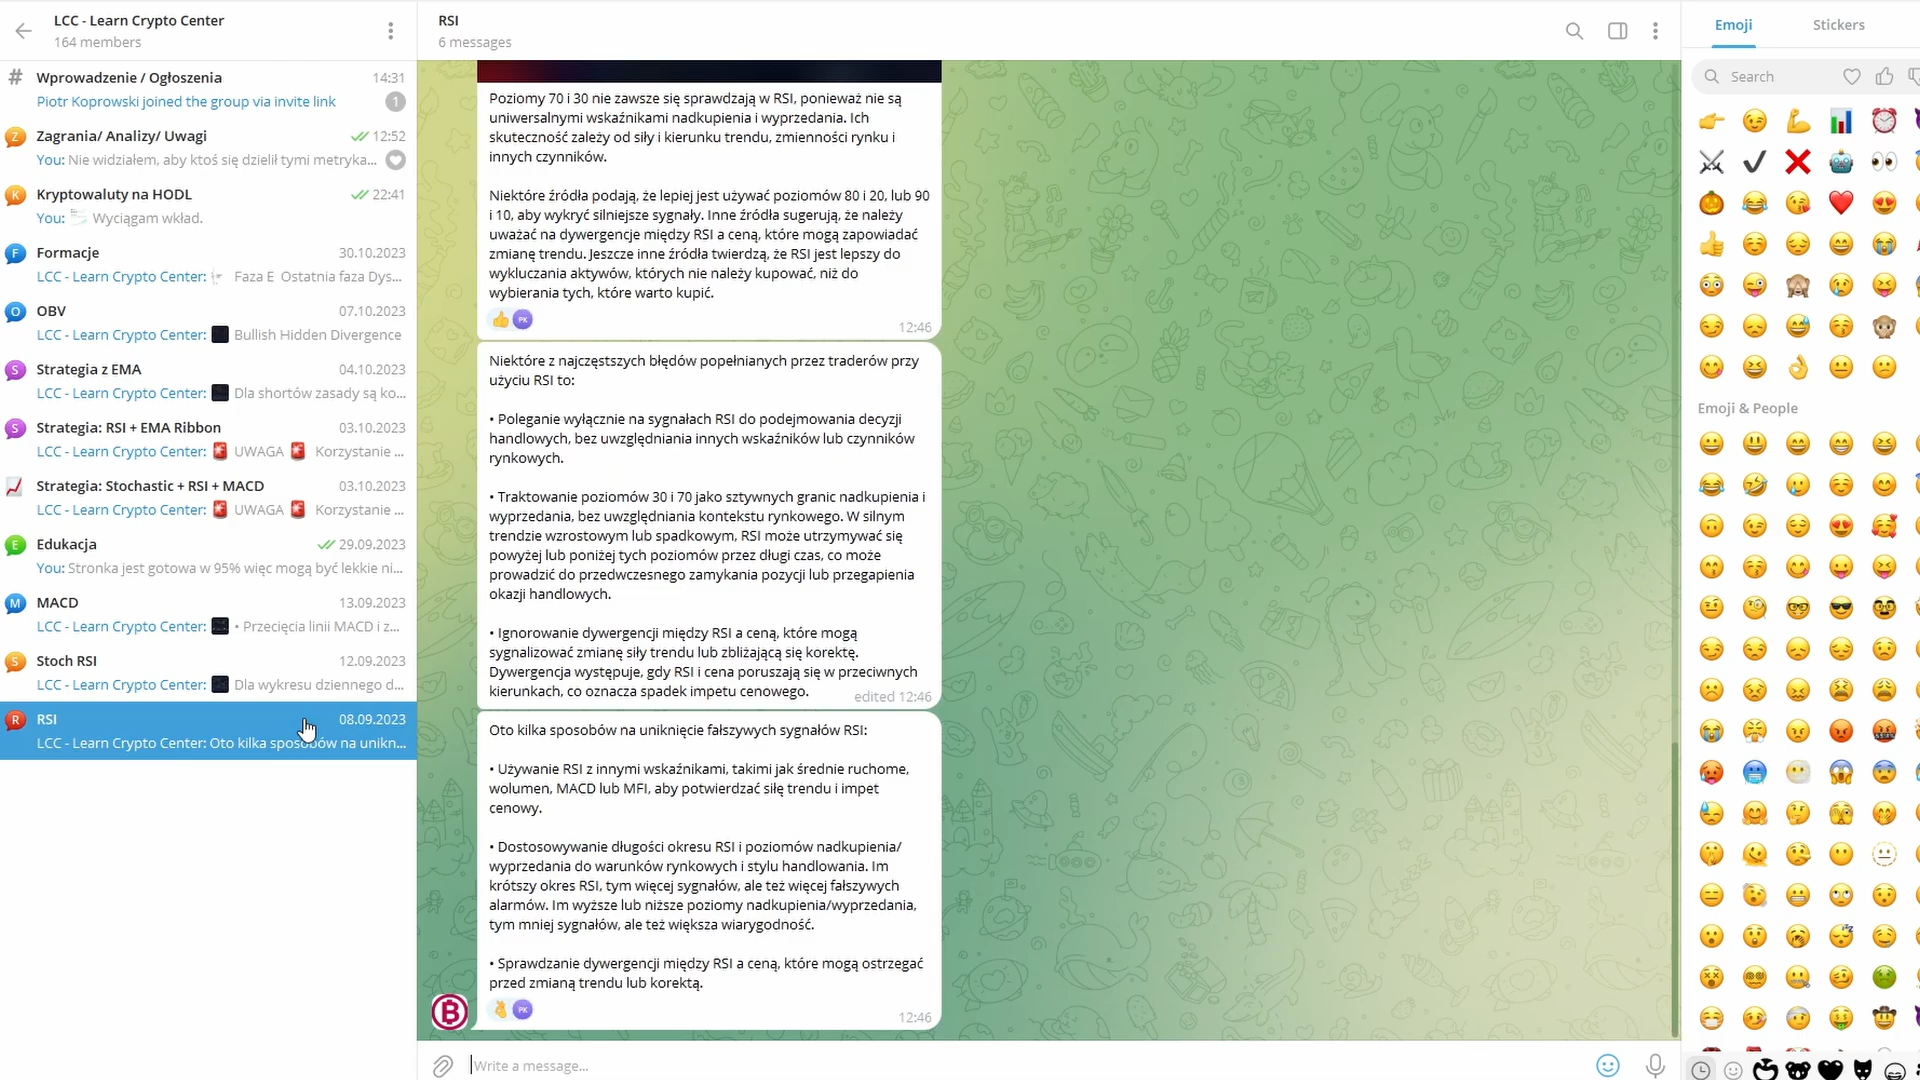 LCC - Learn Crypto Center
164 members
Wprowadzenie / Ogłoszenia 14:31
Piotr Koprowski joined the group via invite link 1
Z Zagrania/ Analizy/ Uwagi 12:52
You: Nie widziałem, aby ktoś się dzielił tymi metryka...
K Kryptowaluty na HODL 22:41
You: Wyciągam wkład.
F Formacje 30.10.2023
LCC - Learn Crypto Center: Faza E Ostatnia faza Dys...
O OBV 07.10.2023
LCC - Learn Crypto Center: Bullish Hidden Divergence
S Strategia z EMA 04.10.2023
LCC - Learn Crypto Center: Dla shortów zasady są ko...
S Strategia: RSI + EMA Ribbon 03.10.2023
LCC - Learn Crypto Center: UWAGA Korzystanie ...
Strategia: Stochastic + RSI + MACD 03.10.2023
LCC - Learn Crypto Center: UWAGA Korzystanie ...
E Edukacja 29.09.2023
You: Stronka jest gotowa w 95% więc mogą być lekkie ni...
M MACD 13.09.2023
LCC - Learn Crypto Center: • Przecięcia linii MACD i z...
S Stoch RSI 12.09.2023
LCC - Learn Crypto Center: Dla wykresu dziennego d...
R RSI 08.09.2023
LCC - Learn Crypto Center: Oto kilka sposobów na unikn...
RSI
6 messages
Poziomy 70 i 30 nie zawsze się sprawdzają w RSI, ponieważ nie są
uniwersalnymi wskaźnikami nadkupienia i wyprzedania. Ich
skuteczność zależy od siły i kierunku trendu, zmienności rynku i
innych czynników.
Niektóre źródła podają, że lepiej jest używać poziomów 80 i 20, lub 90
i 10, aby wykryć silniejsze sygnały. Inne źródła sugerują, że należy
uważać na dywergencje między RSI a ceną, które mogą zapowiadać
zmianę trendu. Jeszcze inne źródła twierdzą, że RSI jest lepszy do
wykluczania aktywów, których nie należy kupować, niż do
wybierania tych, które warto kupić.
PK 12:46
Niektóre z najczęstszych błędów popełnianych przez traderów przy
użyciu RSI to:
• Poleganie wyłącznie na sygnałach RSI do podejmowania decyzji
handlowych, bez uwzględniania innych wskaźników lub czynników
rynkowych.
• Traktowanie poziomów 30 i 70 jako sztywnych granic nadkupienia i
wyprzedania, bez uwzględniania kontekstu rynkowego. W silnym
trendzie wzrostowym lub spadkowym, RSI może utrzymywać się
powyżej lub poniżej tych poziomów przez długi czas, co może
prowadzić do przedwczesnego zamykania pozycji lub przegapienia
okazji handlowych.
• Ignorowanie dywergencji między RSI a ceną, które mogą
sygnalizować zmianę siły trendu lub zbliżającą się korektę.
Dywergencja występuje, gdy RSI i cena poruszają się w przeciwnych
kierunkach, co oznacza spadek impetu cenowego. edited 12:46
Oto kilka sposobów na uniknięcie fałszywych sygnałów RSI:
• Używanie RSI z innymi wskaźnikami, takimi jak średnie ruchome,
wolumen, MACD lub MFI, aby potwierdzać siłę trendu i impet
cenowy.
• Dostosowywanie długości okresu RSI i poziomów nadkupienia/
wyprzedania do warunków rynkowych i stylu handlowania. Im
krótszy okres RSI, tym więcej sygnałów, ale też więcej fałszywych
alarmów. Im wyższe lub niższe poziomy nadkupienia/wyprzedania,
tym mniej sygnałów, ale też większa wiarygodność.
• Sprawdzanie dywergencji między RSI a ceną, które mogą ostrzegać
przed zmianą trendu lub korektą.
PK 12:46
Write a message...
Emoji Stickers
Search
Emoji & People